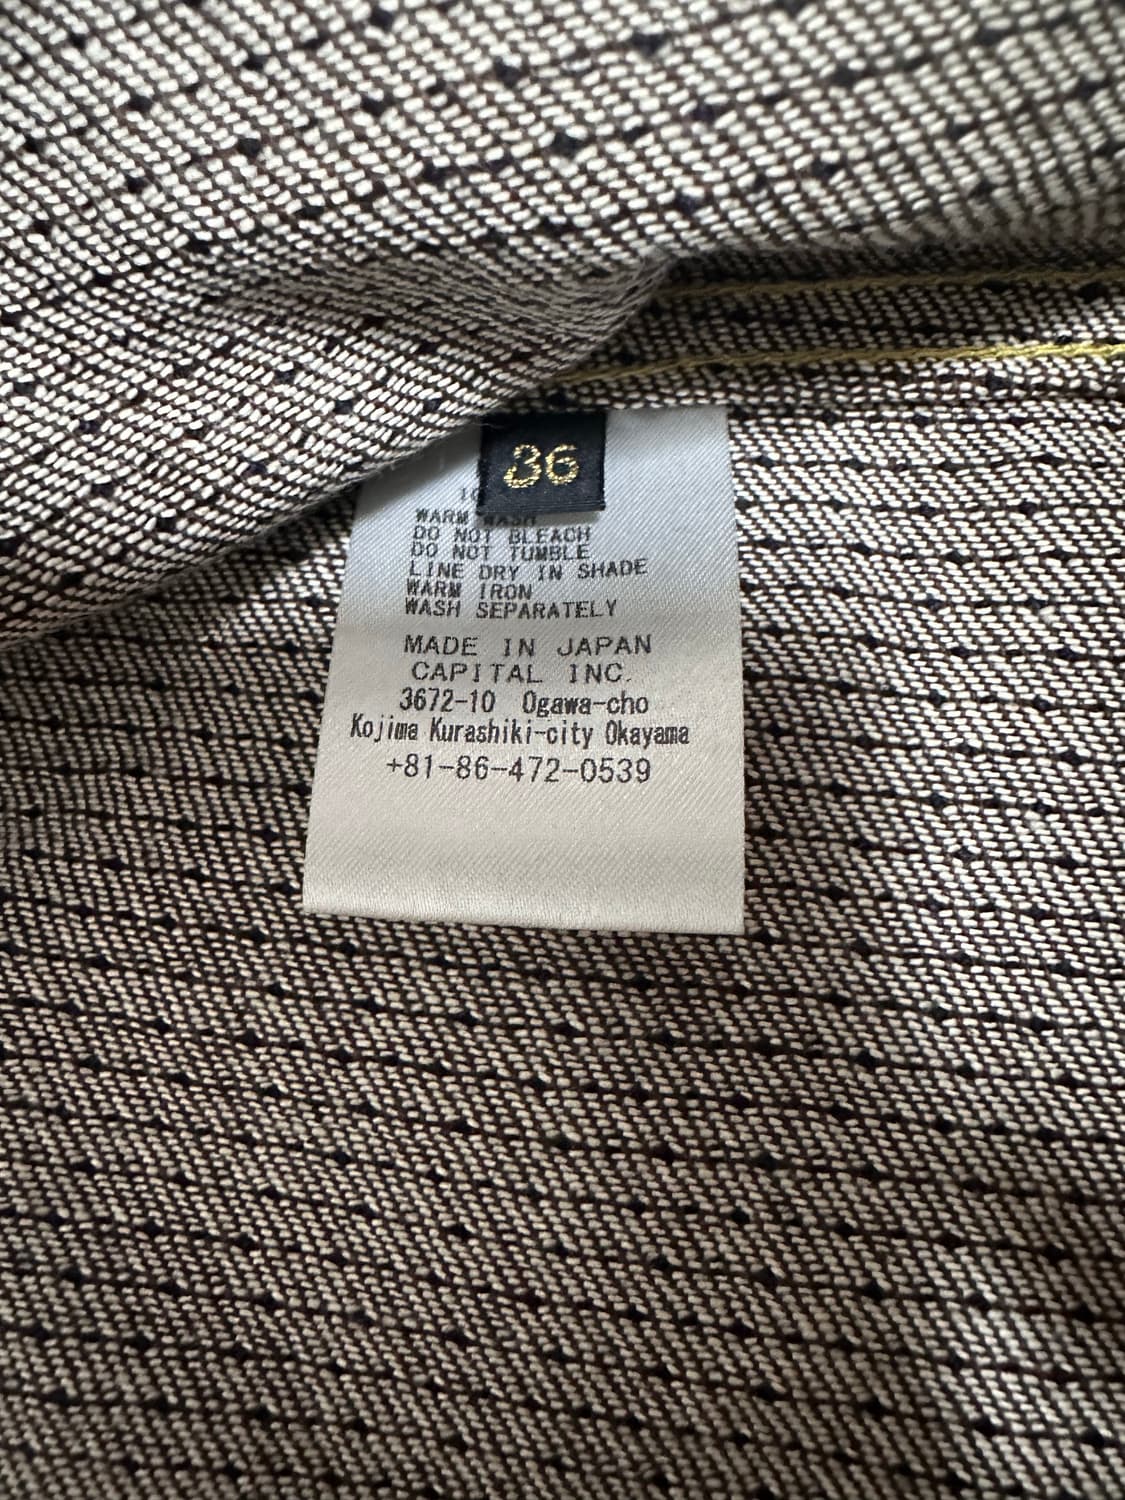 36
WARM WASH
DO NOT BLEACH
DO NOT TUMBLE
LINE DRY IN SHADE
WARM IRON
WASH SEPARATELY
MADE IN JAPAN
CAPITAL INC.
3672-10 Ogawa-cho
Kojima Kurashiki-city Okayama
+81-86-472-0539